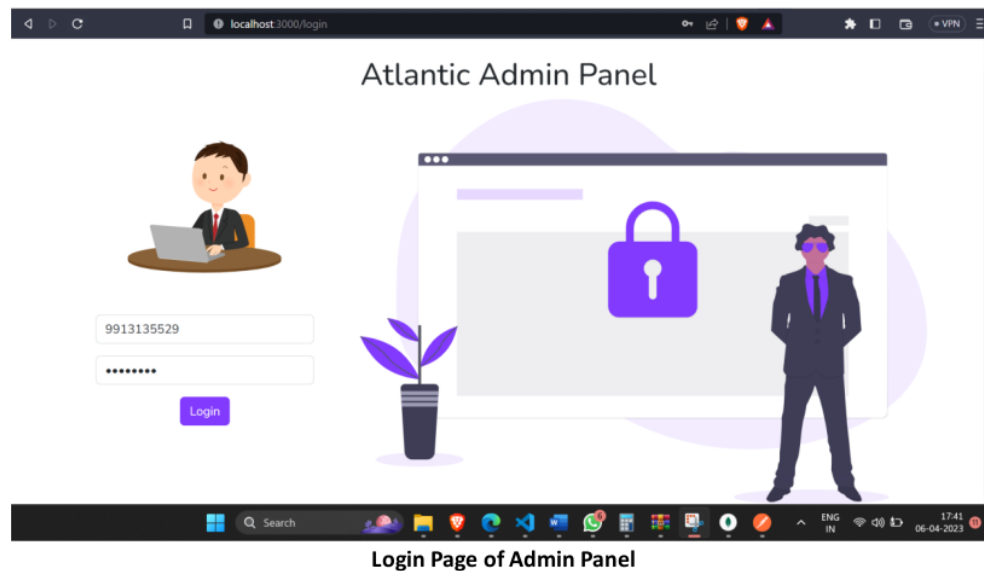 localhost:3000/login
VPN
Atlantic Admin Panel
9913135529
••••••••
Login
Search
ENG
IN
17:41
06-04-2023
Login Page of Admin Panel